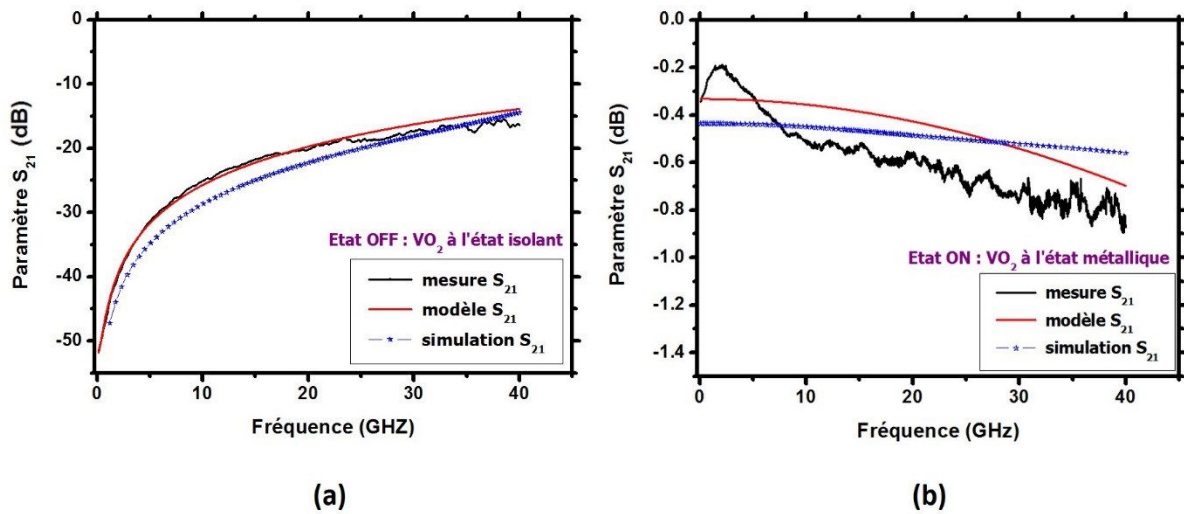 0
-10
-20
-30
-40
-50
Paramètre S21 (dB)
Etat OFF : VO2 à l'état isolant
mesure S21
modèle S21
simulation S21
0 10 20 30 40
Fréquence (GHZ)
(a)
0.0
-0.2
-0.4
-0.6
-0.8
-1.0
-1.2
-1.4
Paramètre S21 (dB)
Etat ON : VO2 à l'état métallique
mesure S21
modèle S21
simulation S21
0 10 20 30 40
Fréquence (GHz)
(b)